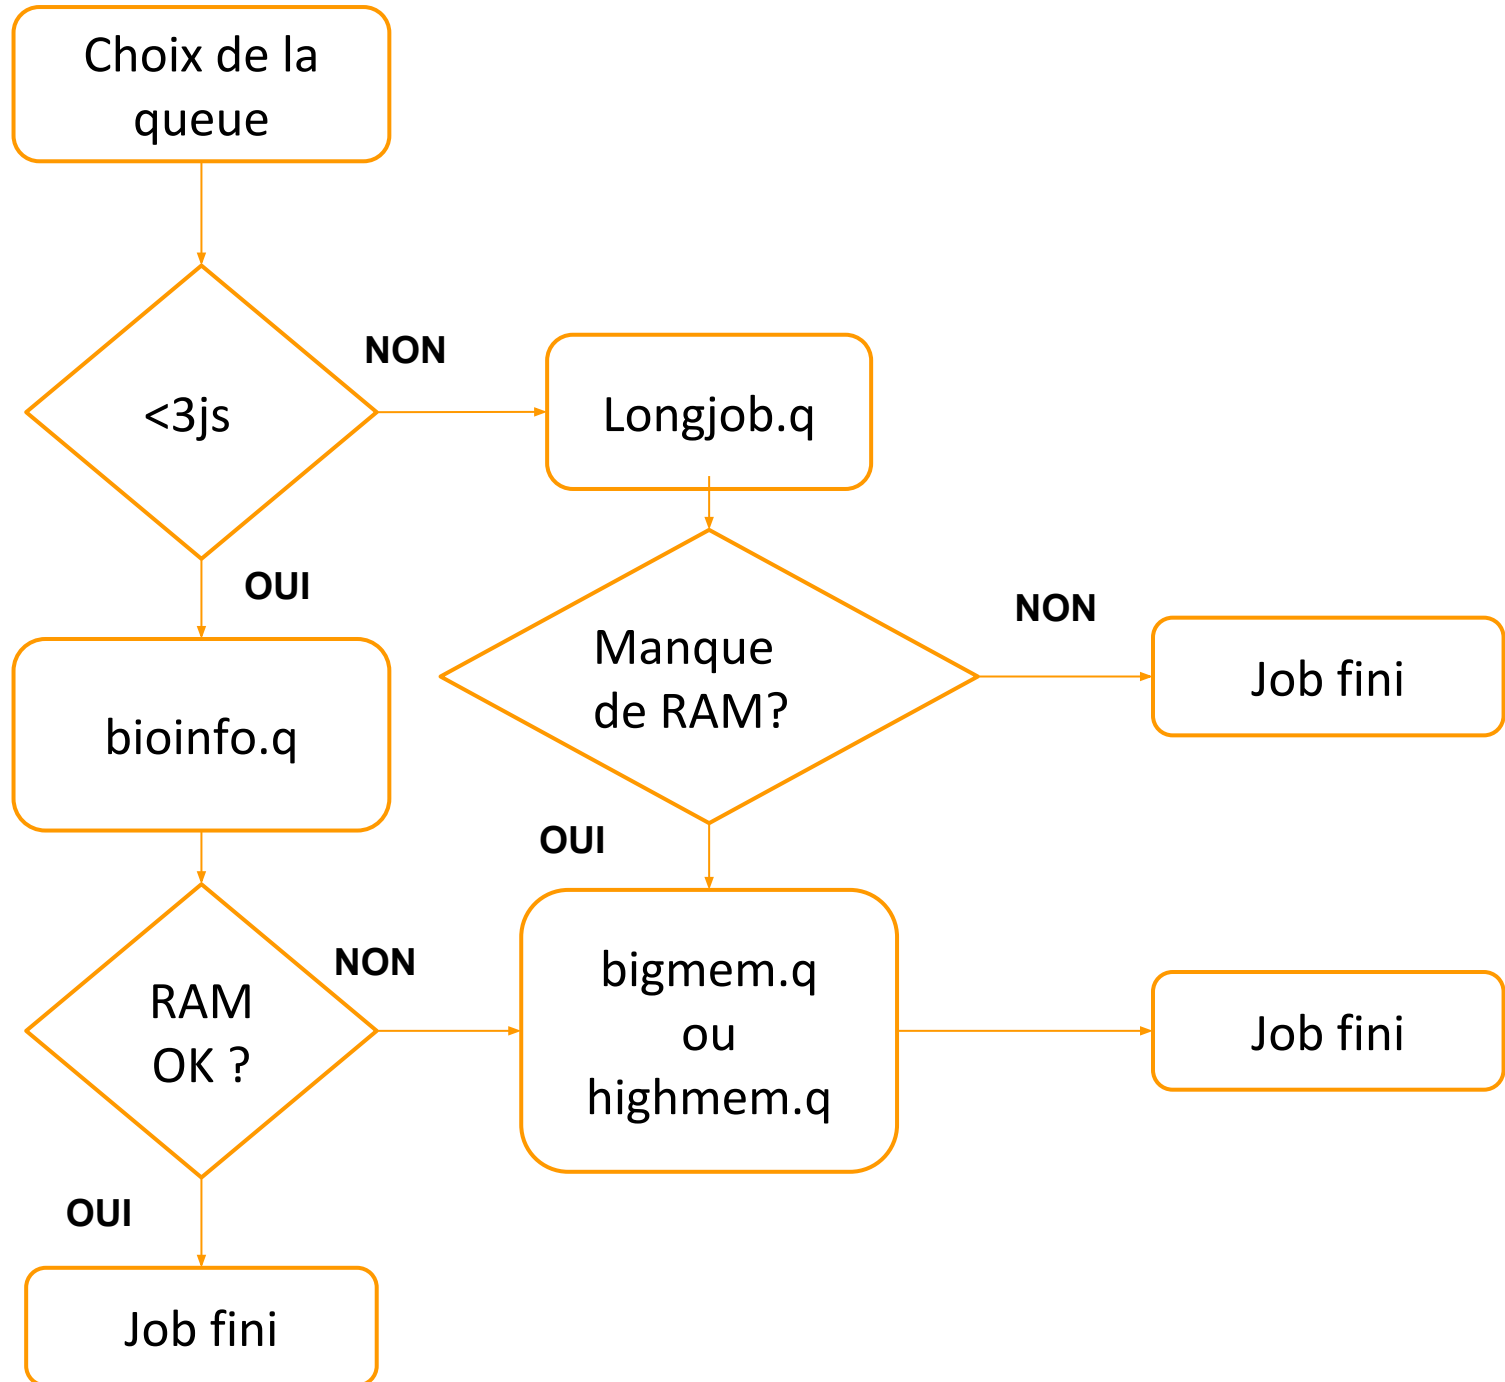 Choix de la
queue
NON
<3js
Longjob.q
OUI
NON
Manque
de RAM?
Job fini
bioinfo.q
OUI
NON
RAM
OK ?
bigmem.q
ou
highmem.q
Job fini
OUI
Job fini